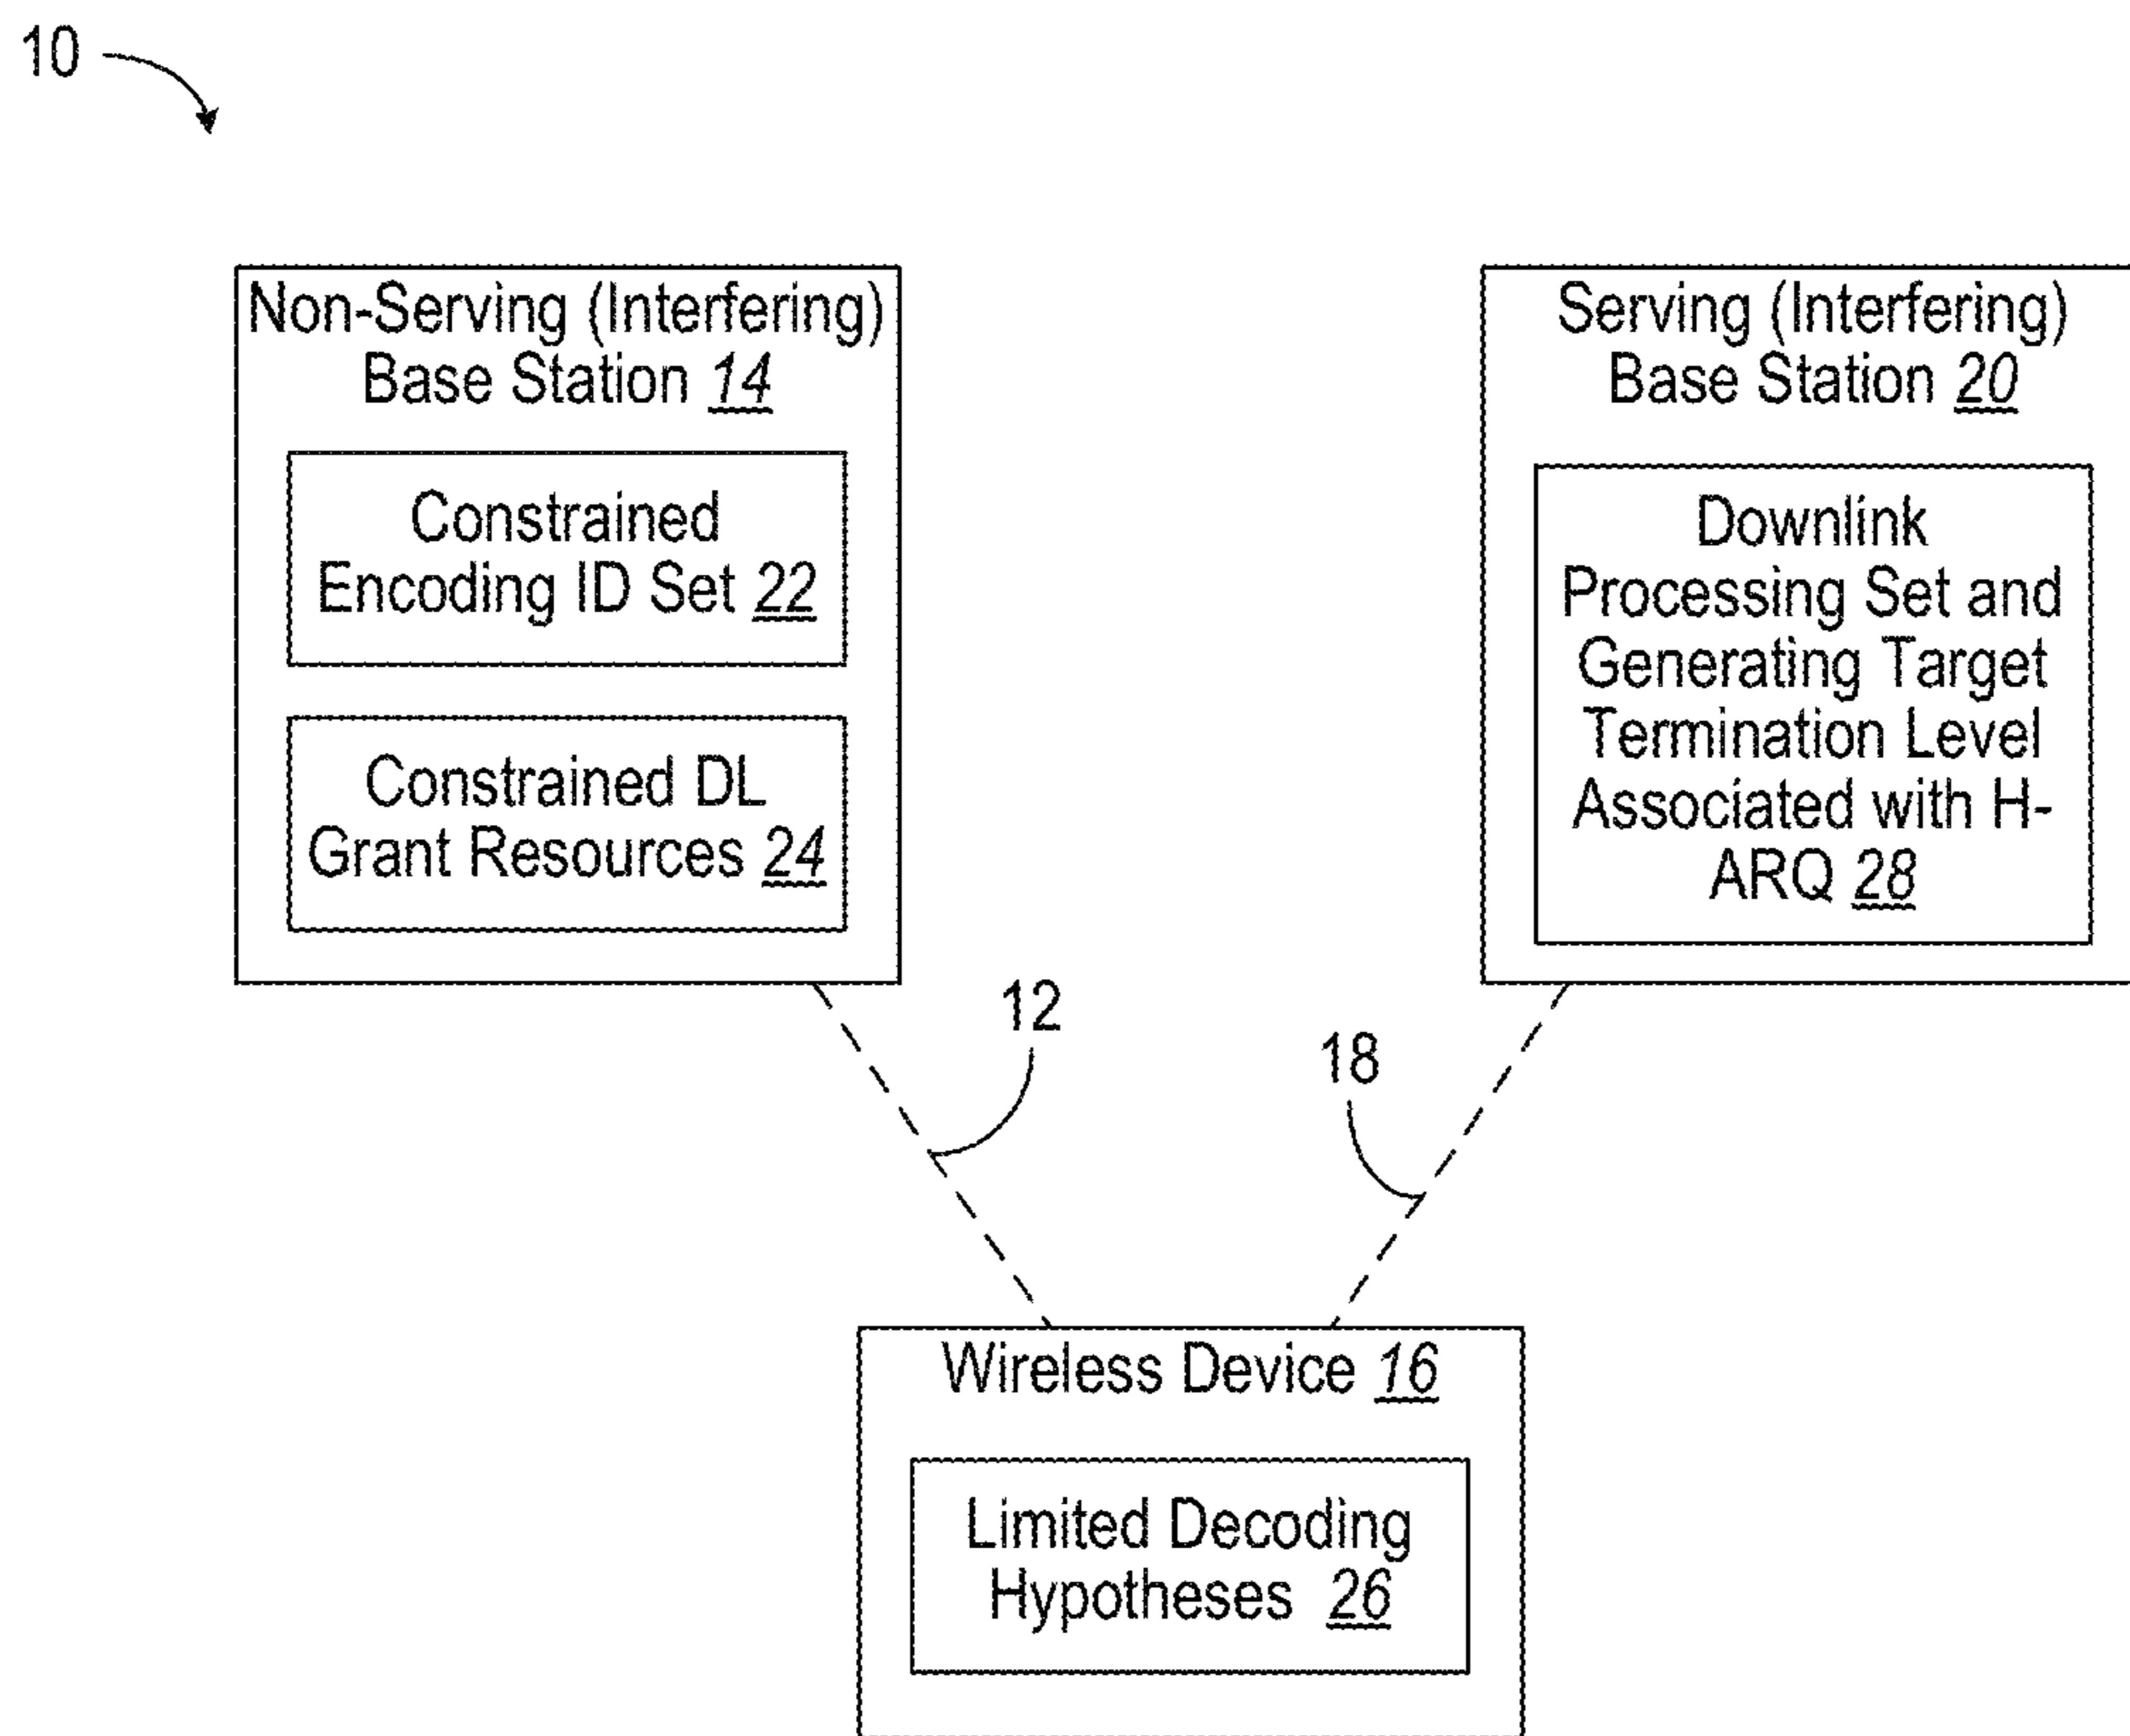 10
Non-Serving (Interfering)
Base Station 14
Constrained
Encoding ID Set 22
Constrained DL
Grant Resources 24
Serving (Interfering)
Base Station 20
Downlink
Processing Set and
Generating Target
Termination Level
Associated with H-
ARQ 28
12
18
Wireless Device 16
Limited Decoding
Hypotheses 26